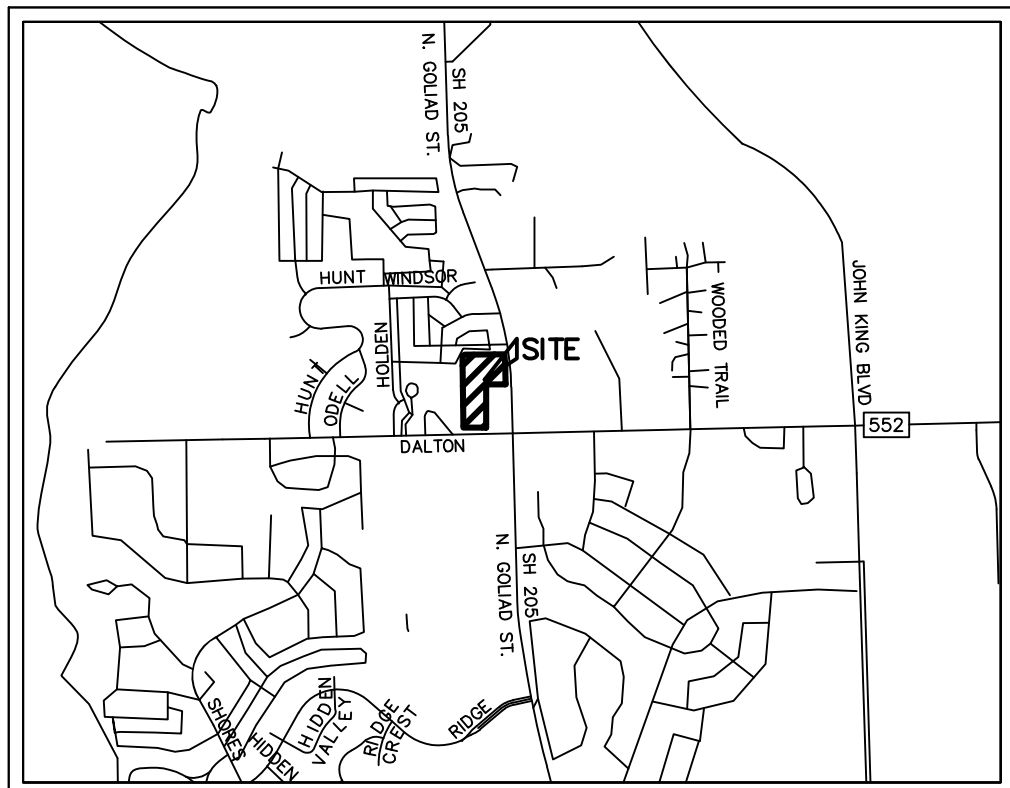 N. GOLIAD ST.
SH 205
HUNT
WINDSOR
HOLDEN
SITE
WOODED TRAIL
JOHN KING BLVD
HUNT
ODELL
552
DALTON
N. GOLIAD ST.
SH 205
SHORES
HIDDEN
HIDDEN
VALLEY
RIDGE
CREST
RIDGE